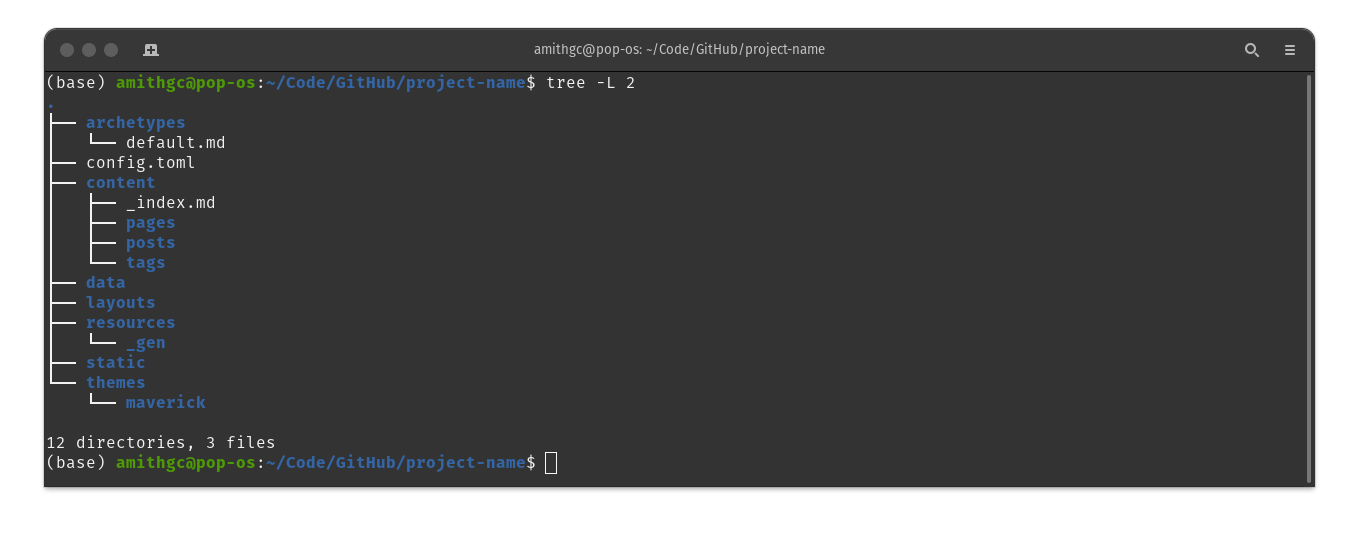 amithgc@pop-os: ~/Code/GitHub/project-name
(base) amithgc@pop-os:~/Code/GitHub/project-name$ tree -L 2
.
├── archetypes
│   └── default.md
├── config.toml
├── content
│   ├── _index.md
│   ├── pages
│   ├── posts
│   └── tags
├── data
├── layouts
├── resources
│   └── _gen
├── static
└── themes
    └── maverick
12 directories, 3 files
(base) amithgc@pop-os:~/Code/GitHub/project-name$